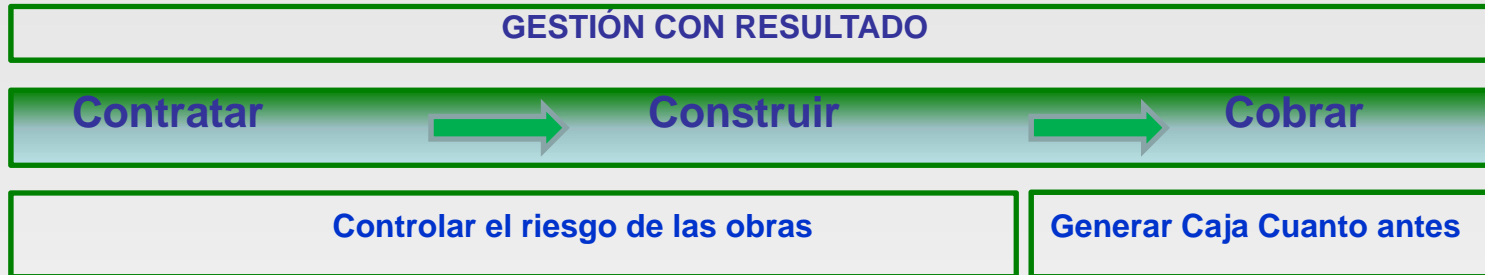 GESTIÓN CON RESULTADO
Contratar Construir Cobrar
Controlar el riesgo de las obras Generar Caja Cuanto antes